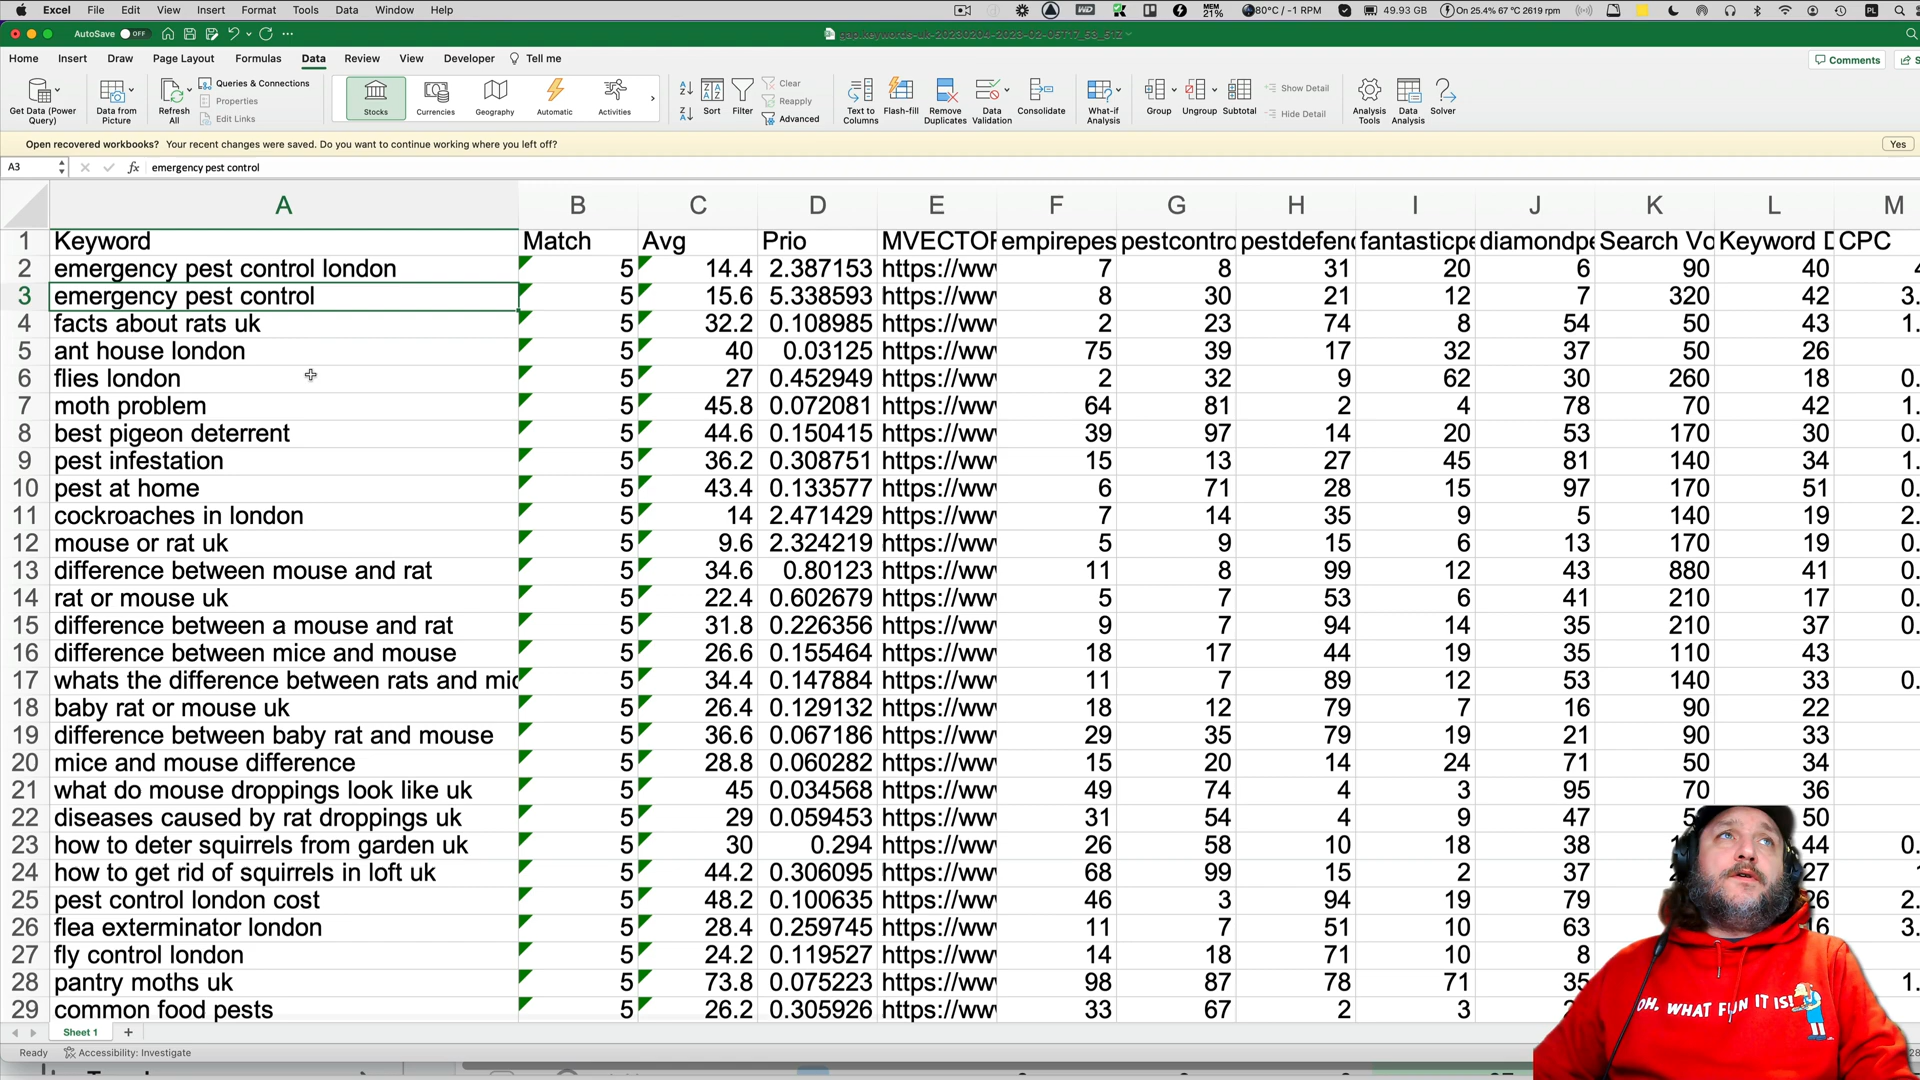 Excel File Edit View Insert Format Tools Data Window Help MEM 21% 80°C / -1 RPM 49.93 GB On 25.4% 67 °C 2619 rpm PL
AutoSave OFF gap.keywords-uk-20230204-2023-02-05T17_53_51Z
Home Insert Draw Page Layout Formulas Data Review View Developer Tell me Comments
Get Data (Power Query) Data from Picture Refresh All Queries & Connections Properties Edit Links Stocks Currencies Geography Automatic Activities Sort Filter Clear Reapply Advanced Text to Columns Flash-fill Remove Duplicates Data Validation Consolidate What-if Analysis Group Ungroup Subtotal Show Detail Hide Detail Analysis Tools Data Analysis Solver
Open recovered workbooks? Your recent changes were saved. Do you want to continue working where you left off? Yes
A3 fx emergency pest control
A B C D E F G H I J K L M
1 Keyword Match Avg Prio MVECTOR empirepes pestcontro pestdefend fantasticpe diamondpe Search Vo Keyword D CPC
2 emergency pest control london 5 14.4 2.387153 https://ww 7 8 31 20 6 90 40 4
3 emergency pest control 5 15.6 5.338593 https://ww 8 30 21 12 7 320 42 3.
4 facts about rats uk 5 32.2 0.108985 https://ww 2 23 74 8 54 50 43 1.
5 ant house london 5 40 0.03125 https://ww 75 39 17 32 37 50 26
6 flies london 5 27 0.452949 https://ww 2 32 9 62 30 260 18 0.
7 moth problem 5 45.8 0.072081 https://ww 64 81 2 4 78 70 42 1.
8 best pigeon deterrent 5 44.6 0.150415 https://ww 39 97 14 20 53 170 30 0.
9 pest infestation 5 36.2 0.308751 https://ww 15 13 27 45 81 140 34 1.
10 pest at home 5 43.4 0.133577 https://ww 6 71 28 15 97 170 51 0.
11 cockroaches in london 5 14 2.471429 https://ww 7 14 35 9 5 140 19 2.
12 mouse or rat uk 5 9.6 2.324219 https://ww 5 9 15 6 13 170 19 0.
13 difference between mouse and rat 5 34.6 0.80123 https://ww 11 8 99 12 43 880 41 0.
14 rat or mouse uk 5 22.4 0.602679 https://ww 5 7 53 6 41 210 17 0.
15 difference between a mouse and rat 5 31.8 0.226356 https://ww 9 7 94 14 35 210 37 0.
16 difference between mice and mouse 5 26.6 0.155464 https://ww 18 17 44 19 35 110 43
17 whats the difference between rats and mic 5 34.4 0.147884 https://ww 11 7 89 12 53 140 33 0.
18 baby rat or mouse uk 5 26.4 0.129132 https://ww 18 12 79 7 16 90 22
19 difference between baby rat and mouse 5 36.6 0.067186 https://ww 29 35 79 19 21 90 33
20 mice and mouse difference 5 28.8 0.060282 https://ww 15 20 14 24 71 50 34
21 what do mouse droppings look like uk 5 45 0.034568 https://ww 49 74 4 3 95 70 36
22 diseases caused by rat droppings uk 5 29 0.059453 https://ww 31 54 4 9 47 5 50
23 how to deter squirrels from garden uk 5 30 0.294 https://ww 26 58 10 18 38 44 0.
24 how to get rid of squirrels in loft uk 5 44.2 0.306095 https://ww 68 99 15 2 37 27 1
25 pest control london cost 5 48.2 0.100635 https://ww 46 3 94 19 79 26 2.
26 flea exterminator london 5 28.4 0.259745 https://ww 11 7 51 10 63 16 3.
27 fly control london 5 24.2 0.119527 https://ww 14 18 71 10 8
28 pantry moths uk 5 73.8 0.075223 https://ww 98 87 78 71 35 1.
29 common food pests 5 26.2 0.305926 https://ww 33 67 2 3 0.
OH, WHAT FUN IT IS!
Sheet 1
Ready Accessibility: Investigate